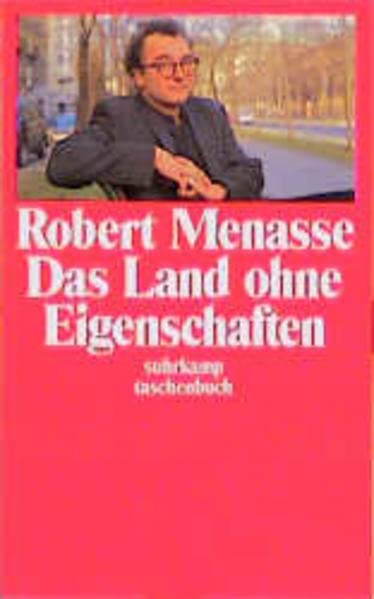 Robert Menasse
Das Land ohne
Eigenschaften
suhrkamp
taschenbuch